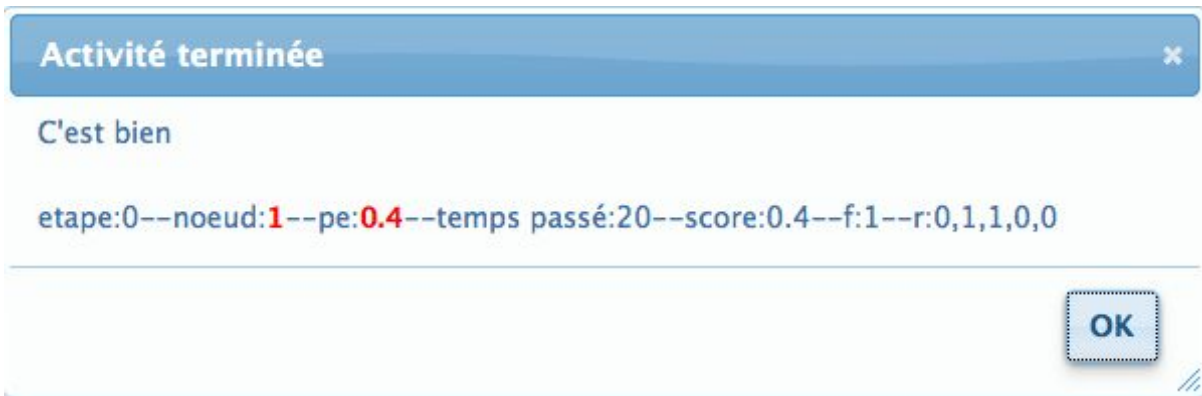 Activité terminée
C'est bien
etape:0--noeud:1--pe:0.4--temps passé:20--score:0.4--f:1--r:0,1,1,0,0
OK